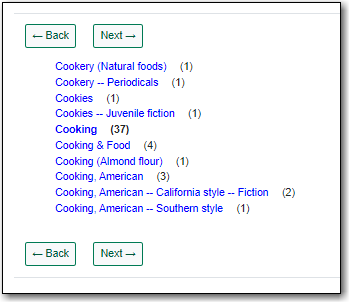 ← Back Next →
Cookery (Natural foods) (1)
Cookery -- Periodicals (1)
Cookies (1)
Cookies -- Juvenile fiction (1)
Cooking (37)
Cooking & Food (4)
Cooking (Almond flour) (1)
Cooking, American (3)
Cooking, American -- California style -- Fiction (2)
Cooking, American -- Southern style (1)
← Back Next →